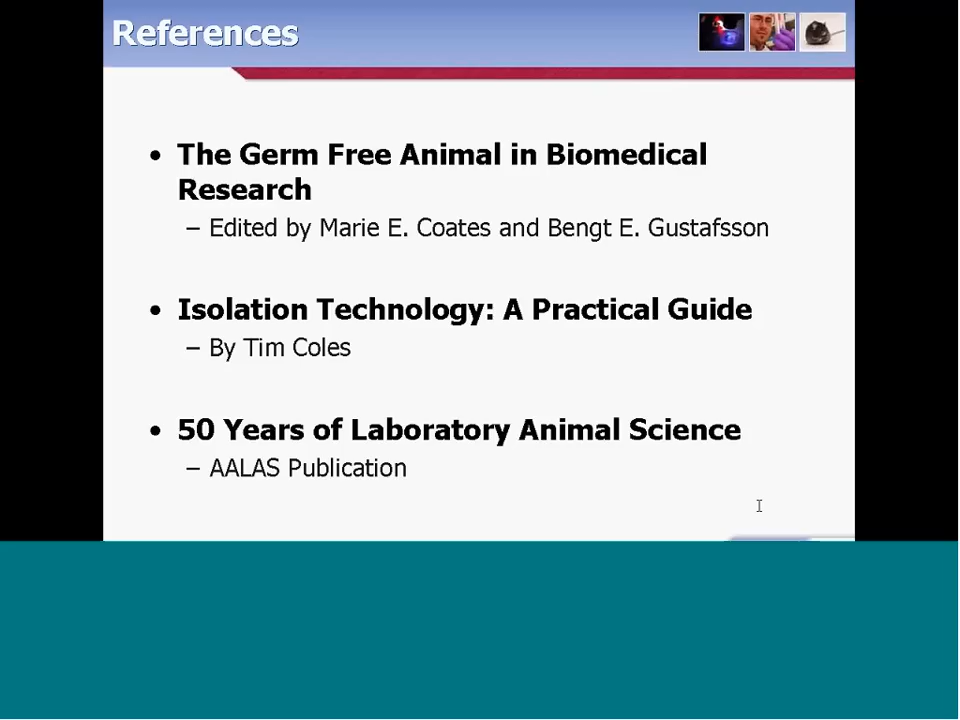 References
• The Germ Free Animal in Biomedical
Research
– Edited by Marie E. Coates and Bengt E. Gustafsson
• Isolation Technology: A Practical Guide
– By Tim Coles
• 50 Years of Laboratory Animal Science
– AALAS Publication